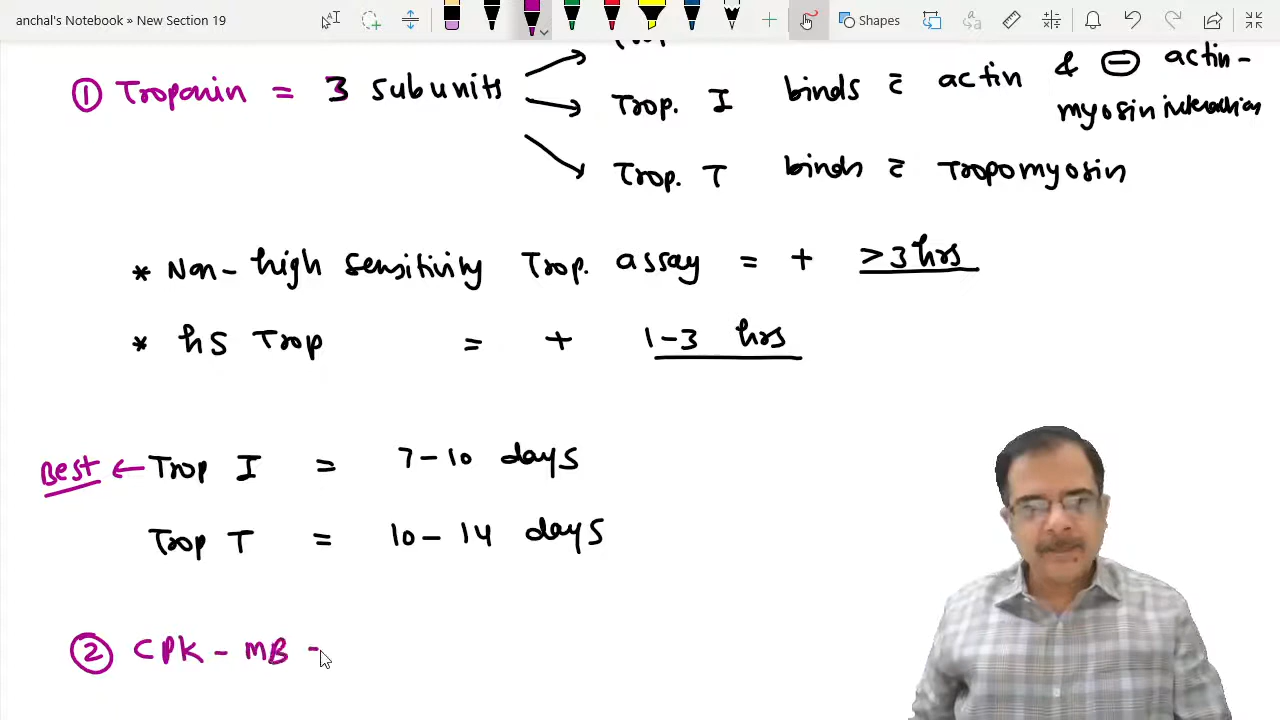 anchal's Notebook » New Section 19
Shapes
① Troponin = 3 subunits
Trop. I binds c̄ actin & ⊖ actin-
myosin interaction
Trop. T binds c̄ Tropomyosin
* Non-high sensitivity Trop. assay = + >3 hrs
* hS Trop = + 1-3 hrs
Best ← Trop I = 7-10 days
Trop T = 10-14 days
② CPK-MB -